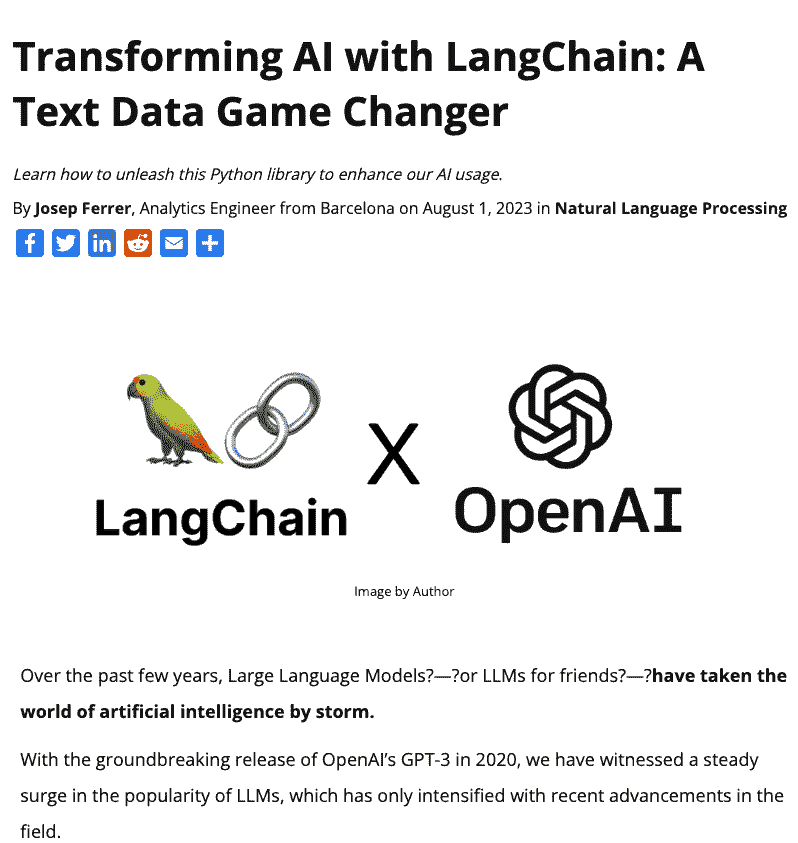 Transforming AI with LangChain: A
Text Data Game Changer
Learn how to unleash this Python library to enhance our AI usage.
By Josep Ferrer, Analytics Engineer from Barcelona on August 1, 2023 in Natural Language Processing
LangChain
X
OpenAI
Image by Author
Over the past few years, Large Language Models?—?or LLMs for friends?—?have taken the
world of artificial intelligence by storm.
With the groundbreaking release of OpenAI’s GPT-3 in 2020, we have witnessed a steady
surge in the popularity of LLMs, which has only intensified with recent advancements in the
field.